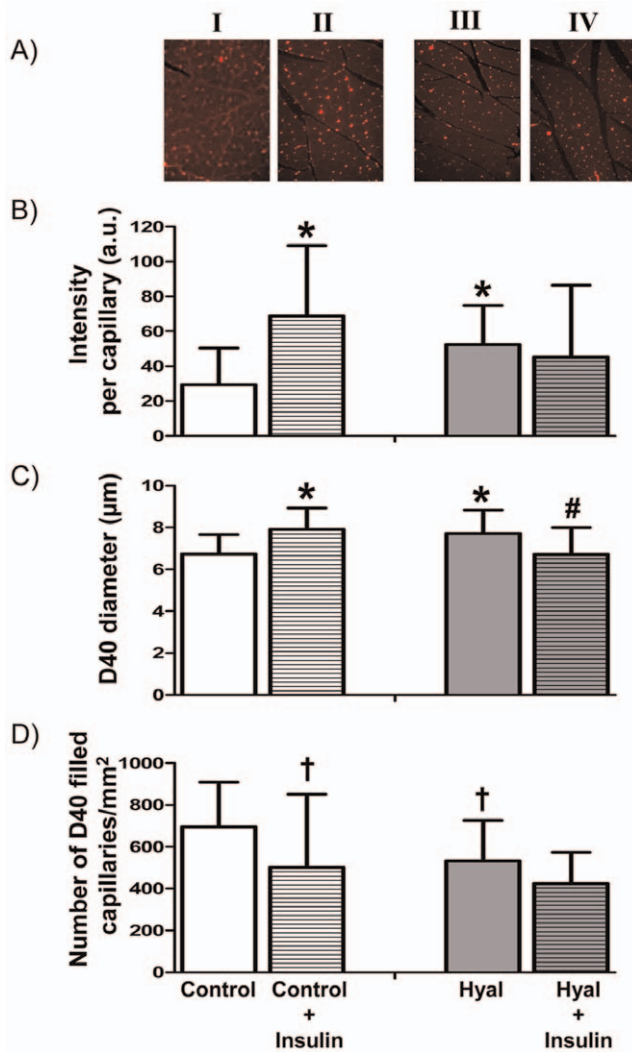 I II III IV
A)
B)
Intensity
per capillary (a.u.)
120
100
80
60
40
20
0
*
*
C)
D40 diameter (µm)
10
8
6
4
2
0
*
*
#
D)
Number of D40 filled
capillaries/mm²
1000
800
600
400
200
0
†
†
Control
Control
+
Insulin
Hyal
Hyal
+
Insulin